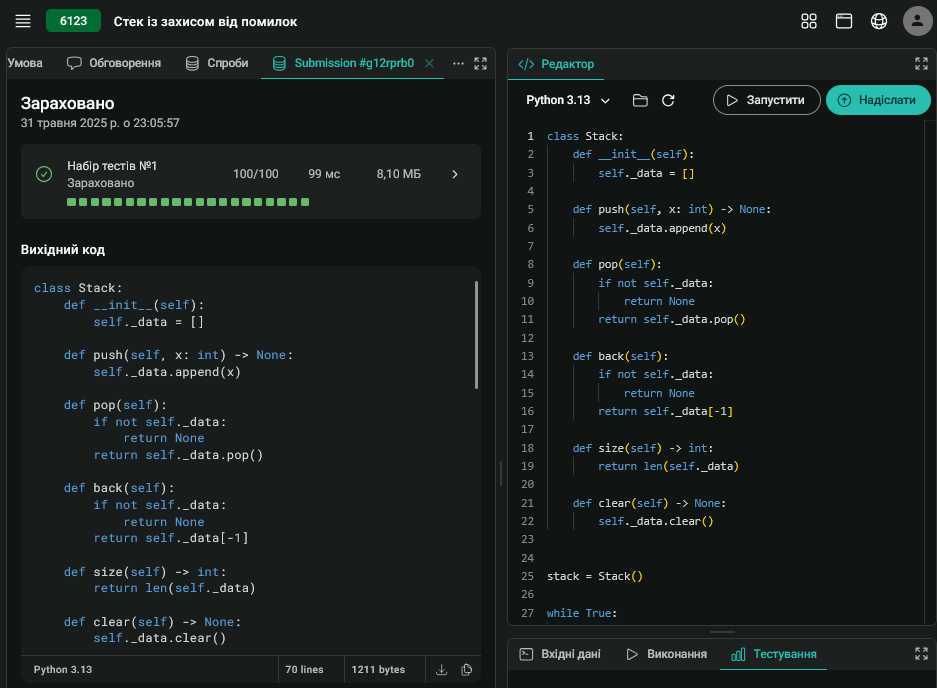 6123
Стек із захисом від помилок
Умова
Обговорення
Спроби
Submission #g12rprb0
Зараховано
31 травня 2025 р. о 23:05:57
Набір тестів №1
Зараховано
100/100
99 мс
8,10 МБ
Вихідний код
class Stack:
    def __init__(self):
        self._data = []

    def push(self, x: int) -> None:
        self._data.append(x)

    def pop(self):
        if not self._data:
            return None
        return self._data.pop()

    def back(self):
        if not self._data:
            return None
        return self._data[-1]

    def size(self) -> int:
        return len(self._data)

    def clear(self) -> None:
        self._data.clear()
Python 3.13
70 lines
1211 bytes
Редактор
Python 3.13
Запустити
Надіслати
1 class Stack:
2     def __init__(self):
3         self._data = []
4
5     def push(self, x: int) -> None:
6         self._data.append(x)
7
8     def pop(self):
9         if not self._data:
10             return None
11         return self._data.pop()
12
13     def back(self):
14         if not self._data:
15             return None
16         return self._data[-1]
17
18     def size(self) -> int:
19         return len(self._data)
20
21     def clear(self) -> None:
22         self._data.clear()
23
24
25 stack = Stack()
26
27 while True:
Вхідні дані
Виконання
Тестування